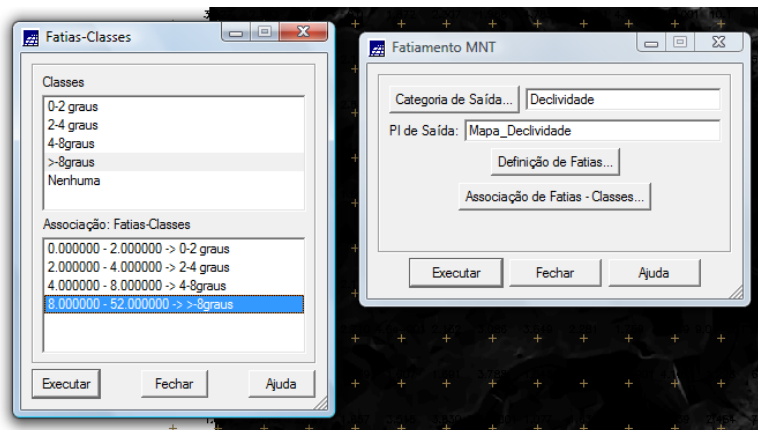 Fatias-Classes
Classes
0-2 graus
2-4 graus
4-8graus
>-8graus
Nenhuma
Associação: Fatias-Classes
0.000000 - 2.000000 -> 0-2 graus
2.000000 - 4.000000 -> 2-4 graus
4.000000 - 8.000000 -> 4-8graus
8.000000 - 52.000000 -> >-8graus
Executar Fechar Ajuda
Fatiamento MNT
Categoria de Saída... Declividade
PI de Saída: Mapa_Declividade
Definição de Fatias...
Associação de Fatias - Classes...
Executar Fechar Ajuda